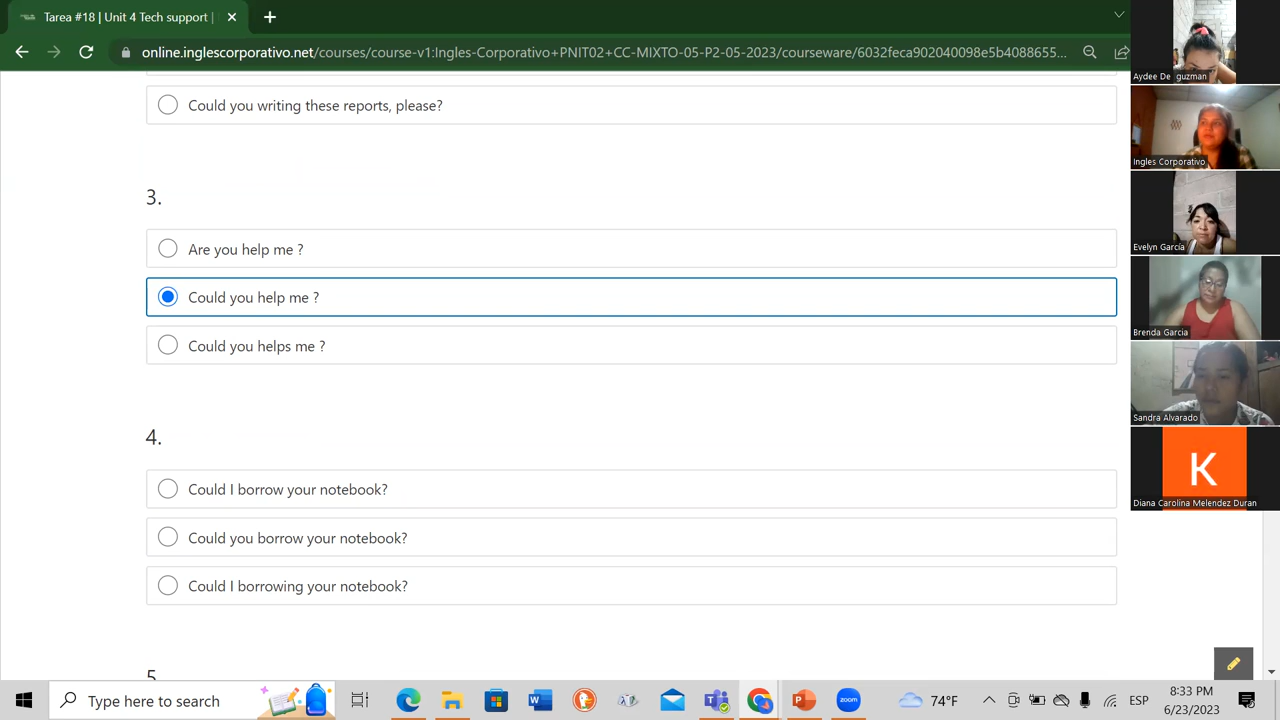 Tarea #18 | Unit 4 Tech support |
online.inglescorporativo.net/courses/course-v1:Ingles-Corporativo+PNIT02-CC-MIXTO-05-P2-05-2023/courseware/6032feca90204d98e5b4088655...
Could you writing these reports, please?
3.
Are you help me ?
Could you help me ?
Could you helps me ?
4.
Could I borrow your notebook?
Could you borrow your notebook?
Could I borrowing your notebook?
5
Aydee De guzman
Ingles Corporativo
Evelyn García
Brenda Garcia
Sandra Alvarado
K
Diana Carolina Melendez Duran
Type here to search
zoom
74°F
ESP
8:33 PM
6/23/2023